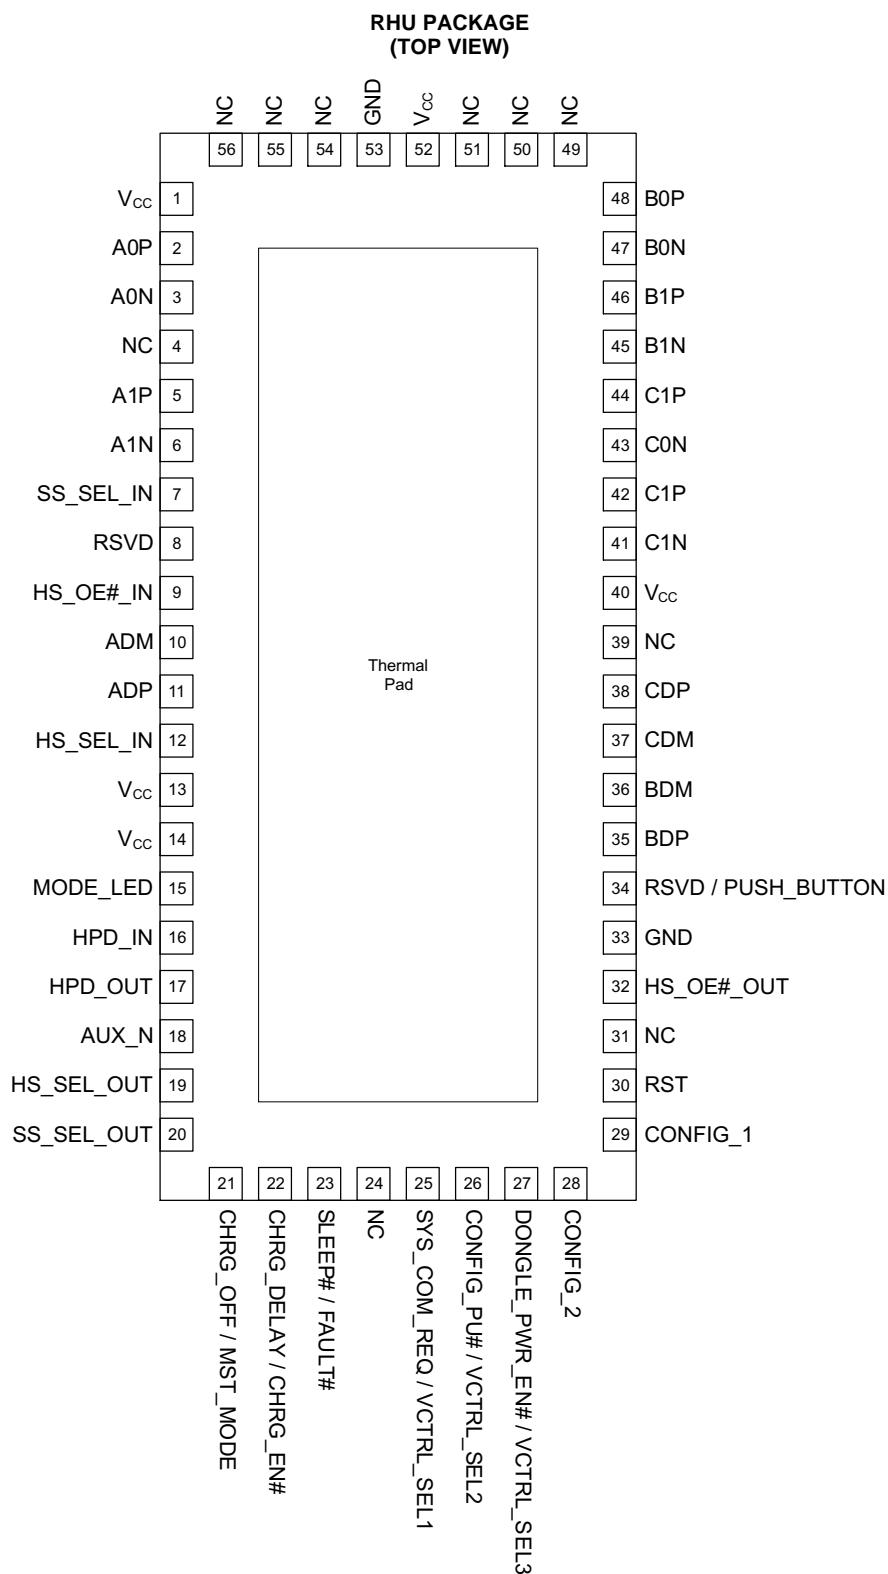 RHU PACKAGE
(TOP VIEW)
NC NC NC GND VCC NC NC NC
56 55 54 53 52 51 50 49
VCC 1 48 B0P
A0P 2 47 B0N
A0N 3 46 B1P
NC 4 45 B1N
A1P 5 44 C1P
A1N 6 43 C0N
SS_SEL_IN 7 42 C1P
RSVD 8 41 C1N
HS_OE#_IN 9 40 VCC
ADM 10 39 NC
Thermal
Pad
ADP 11 38 CDP
HS_SEL_IN 12 37 CDM
VCC 13 36 BDM
VCC 14 35 BDP
MODE_LED 15 34 RSVD / PUSH_BUTTON
HPD_IN 16 33 GND
HPD_OUT 17 32 HS_OE#_OUT
AUX_N 18 31 NC
HS_SEL_OUT 19 30 RST
SS_SEL_OUT 20 29 CONFIG_1
21 22 23 24 25 26 27 28
CHRG_OFF / MST_MODE
CHRG_DELAY / CHRG_EN#
SLEEP# / FAULT#
NC
SYS_COM_REQ / VCTRL_SEL1
CONFIG_PU# / VCTRL_SEL2
DONGLE_PWR_EN# / VCTRL_SEL3
CONFIG_2